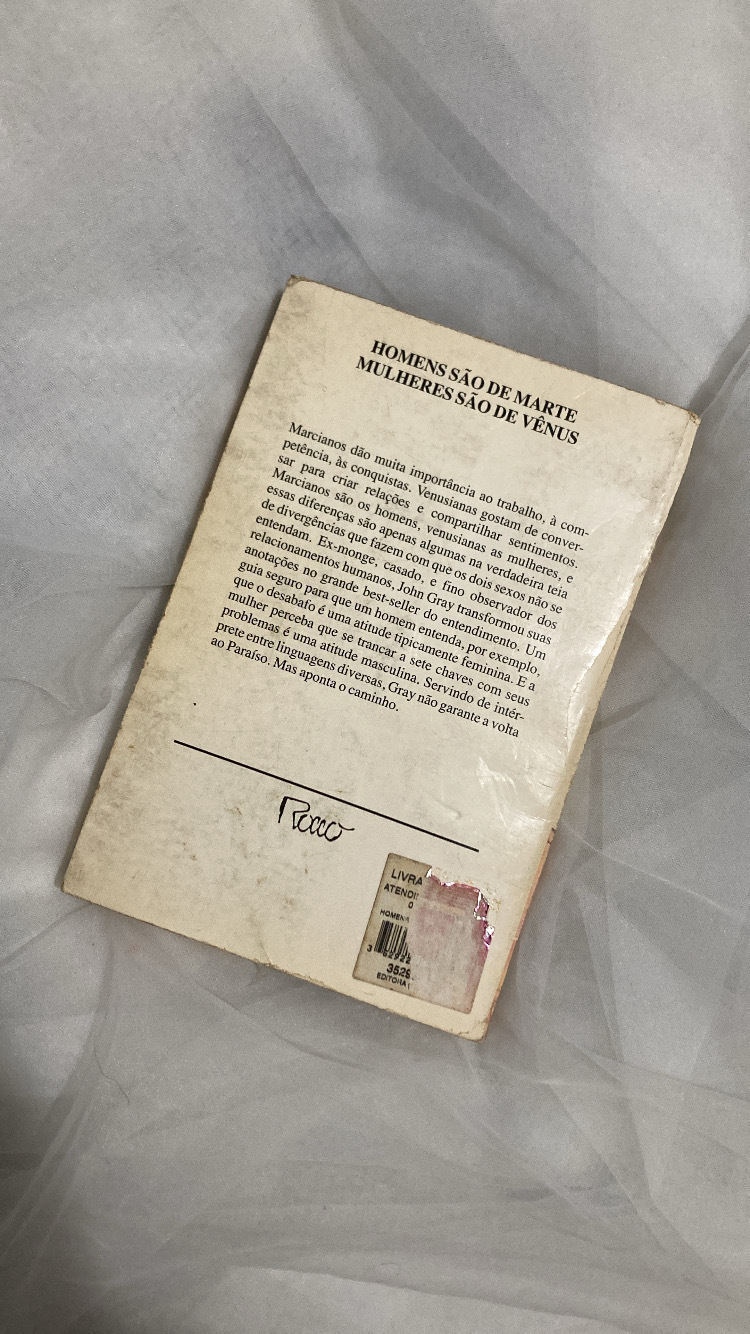 HOMENS SÃO DE MARTE
MULHERES SÃO DE VÊNUS
Marcianos dão muita importância ao trabalho, à com-
petência, às conquistas. Venusianas gostam de conver-
sar para criar relações e compartilhar sentimentos.
Marcianos são os homens, venusianas as mulheres, e
essas diferenças são apenas algumas na verdadeira teia
de divergências que fazem com que os dois sexos não se
entendam. Ex-monge, casado, e fino observador dos
relacionamentos humanos, John Gray transformou suas
anotações no grande best-seller do entendimento. Um
guia seguro para que um homem entenda, por exemplo,
que o desabafo é uma atitude tipicamente feminina. E a
mulher perceba que se trancar a sete chaves com seus
problemas é uma atitude masculina. Servindo de intér-
prete entre linguagens diversas, Gray não garante a volta
ao Paraíso. Mas aponta o caminho.
Rocco
LIVRA
ATENDI
0
HOMEN
EDITORA